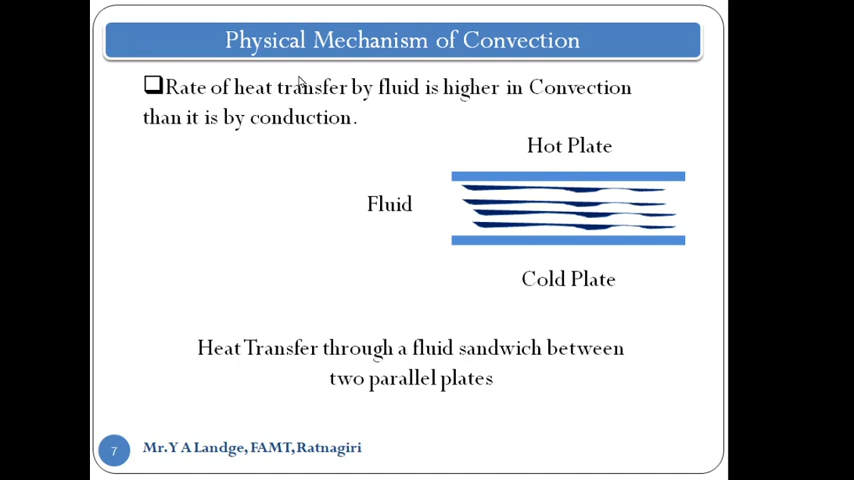 Physical Mechanism of Convection
❑Rate of heat transfer by fluid is higher in Convection
than it is by conduction.
Hot Plate
Fluid
Cold Plate
Heat Transfer through a fluid sandwich between
two parallel plates
7 Mr.Y A Landge, FAMT, Ratnagiri